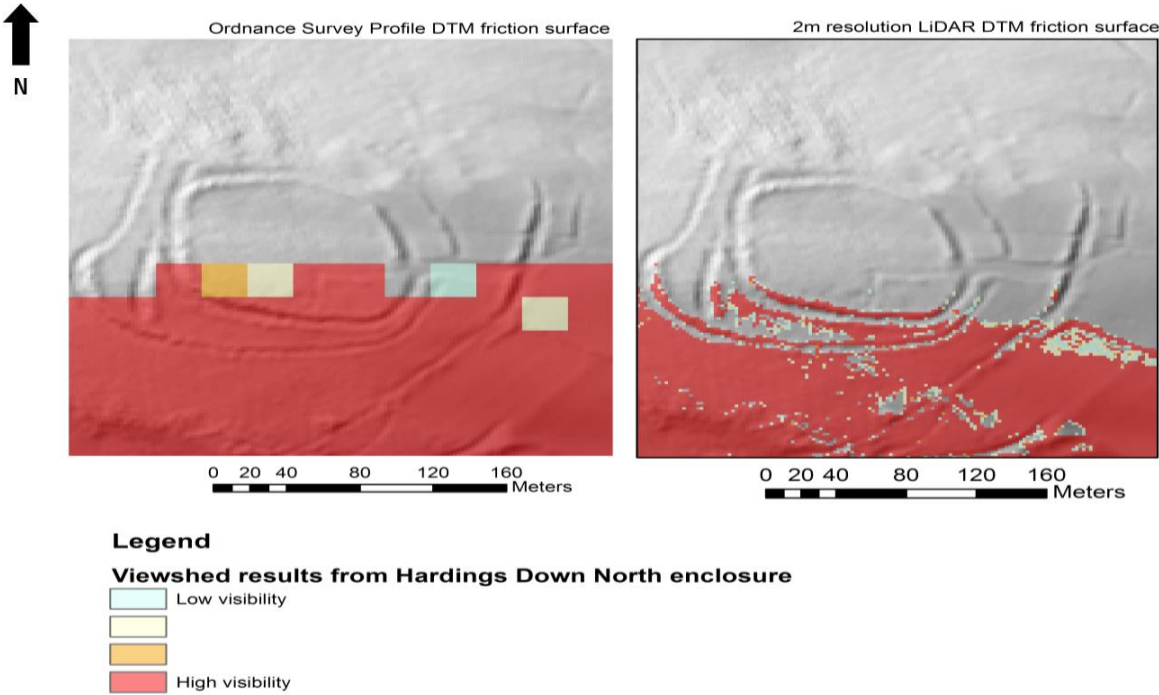 Ordnance Survey Profile DTM friction surface
2m resolution LiDAR DTM friction surface
N
0 20 40 80 120 160
Meters
0 20 40 80 120 160
Meters
Legend
Viewshed results from Hardings Down North enclosure
Low visibility
High visibility